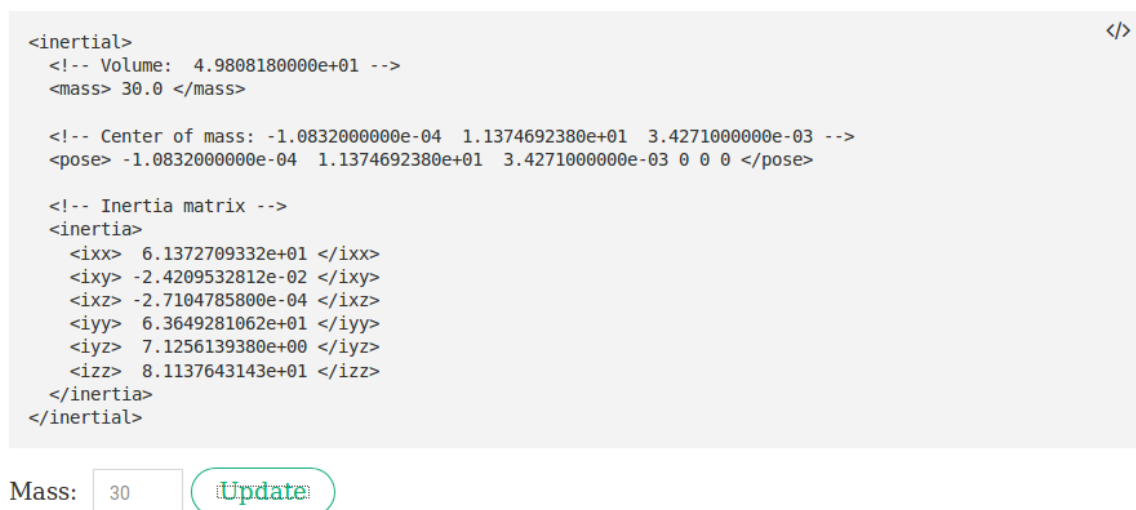 </>
<inertial>
<!-- Volume:  4.9808180000e+01 -->
<mass> 30.0 </mass>
<!-- Center of mass: -1.0832000000e-04  1.1374692380e+01  3.4271000000e-03 -->
<pose> -1.0832000000e-04  1.1374692380e+01  3.4271000000e-03 0 0 0 </pose>
<!-- Inertia matrix -->
<inertia>
<ixx>  6.1372709332e+01 </ixx>
<ixy> -2.4209532812e-02 </ixy>
<ixz> -2.7104785800e-04 </ixz>
<iyy>  6.3649281062e+01 </iyy>
<iyz>  7.1256139380e+00 </iyz>
<izz>  8.1137643143e+01 </izz>
</inertia>
</inertial>
Mass: 30 Update